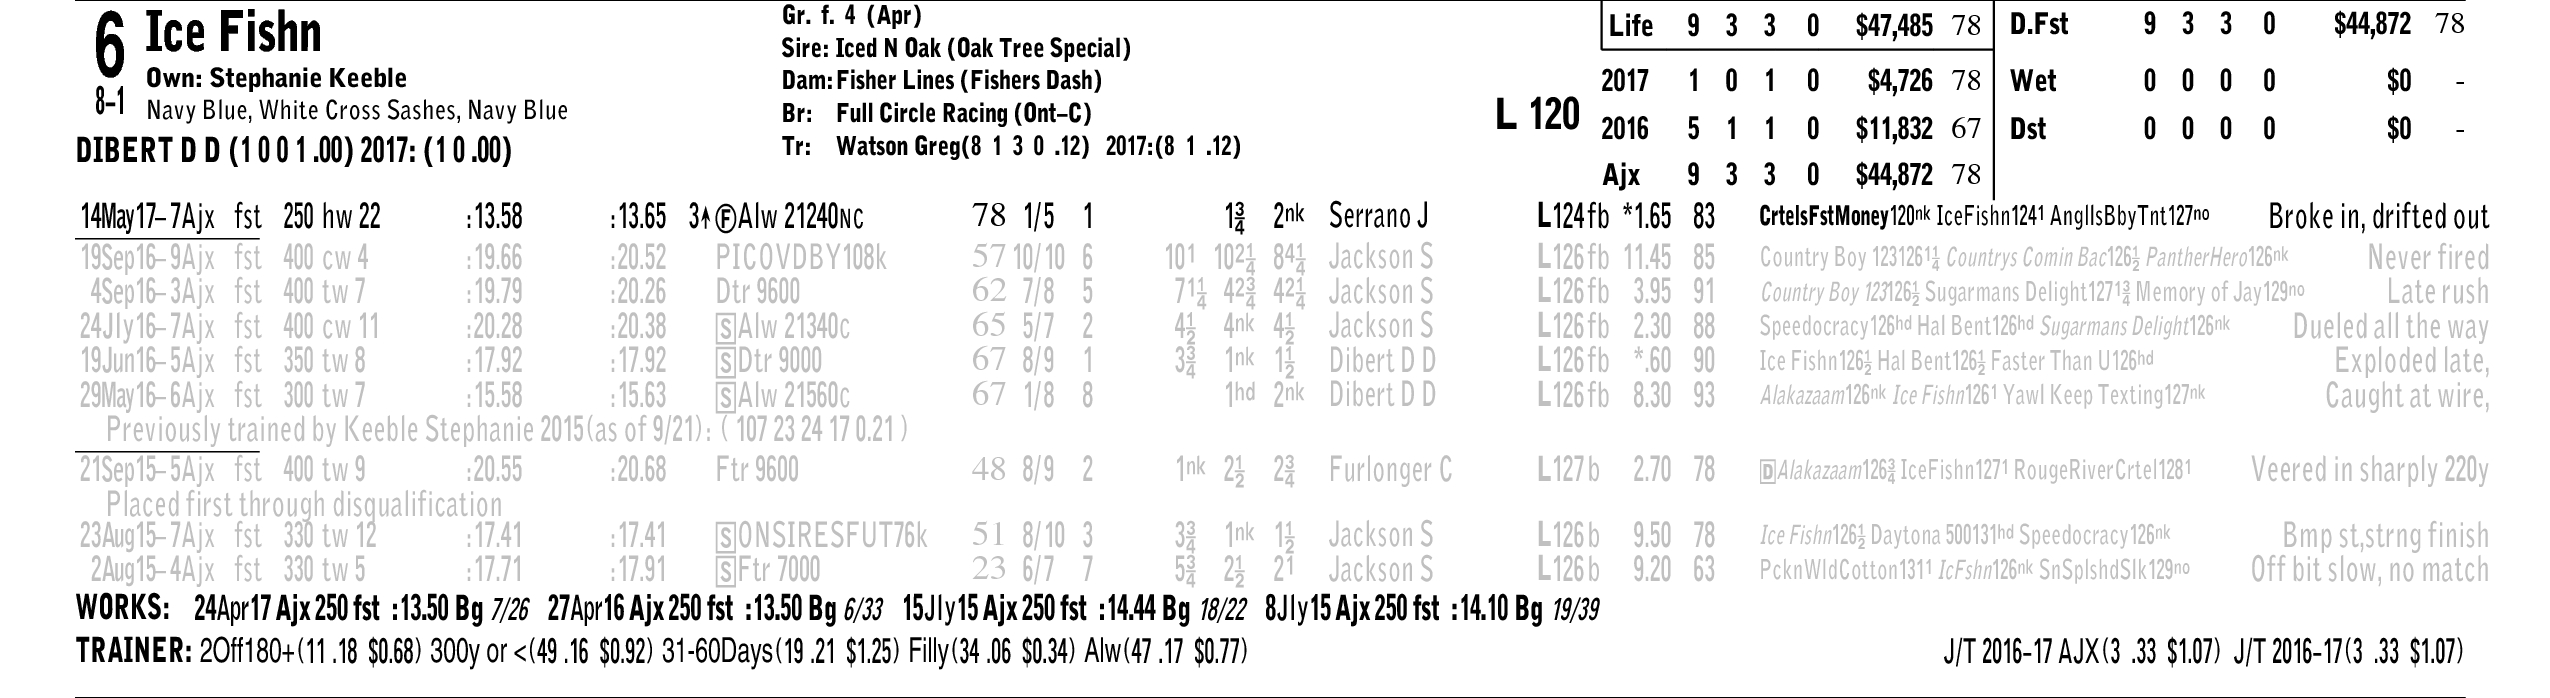 6 Ice Fishn
Own: Stephanie Keeble
8-1 Navy Blue, White Cross Sashes, Navy Blue
DIBERT D D (1 0 0 1 .00) 2017: (1 0 .00)
Gr. f. 4 (Apr)
Sire: Iced N Oak (Oak Tree Special)
Dam: Fisher Lines (Fishers Dash)
Br: Full Circle Racing (Ont-C)
Tr: Watson Greg(8 1 3 0 .12) 2017:(8 1 .12)
L 120
Life 9 3 3 0 $47,485 78
2017 1 0 1 0 $4,726 78
2016 5 1 1 0 $11,832 67
Ajx 9 3 3 0 $44,872 78
D.Fst 9 3 3 0 $44,872 78
Wet 0 0 0 0 $0 -
Dst 0 0 0 0 $0 -
14May17-7Ajx fst 250 hw 22 :13.58 :13.65 3↑ⒻAlw 21240NC 78 1/5 1 1¾ 2nk Serrano J L124fb *1.65 83 CrtelsFstMoney120nk IceFishn1241 AngllsBbyTnt127no Broke in, drifted out
19Sep16-9Ajx fst 400 cw 4 :19.66 :20.52 PICOVDBY108k 57 10/10 6 101 102¼ 84¼ Jackson S L126fb 11.45 85 Country Boy 1231261¼ Countrys Comin Bac126½ PantherHero126nk Never fired
4Sep16-3Ajx fst 400 tw 7 :19.79 :20.26 Dtr 9600 62 7/8 5 71¼ 42¾ 42¼ Jackson S L126fb 3.95 91 Country Boy 123126½ Sugarmans Delight1271¾ Memory of Jay129no Late rush
24Jly16-7Ajx fst 400 cw 11 :20.28 :20.38 🅂Alw 21340C 65 5/7 2 4½ 4nk 4½ Jackson S L126fb 2.30 88 Speedocracy126hd Hal Bent126hd Sugarmans Delight126nk Dueled all the way
19Jun16-5Ajx fst 350 tw 8 :17.92 :17.92 🅂Dtr 9000 67 8/9 1 3¾ 1nk 1½ Dibert D D L126fb *.60 90 Ice Fishn126½ Hal Bent126½ Faster Than U126hd Exploded late,
29May16-6Ajx fst 300 tw 7 :15.58 :15.63 🅂Alw 21560C 67 1/8 8 1hd 2nk Dibert D D L126fb 8.30 93 Alakazaam126nk Ice Fishn1261 Yawl Keep Texting127nk Caught at wire,
Previously trained by Keeble Stephanie 2015(as of 9/21): ( 107 23 24 17 0.21 )
21Sep15-5Ajx fst 400 tw 9 :20.55 :20.68 Ftr 9600 48 8/9 2 1nk 2½ 2¾ Furlonger C L127b 2.70 78 🄳Alakazaam126¾ IceFishn1271 RougeRiverCrtel1281 Veered in sharply 220y
Placed first through disqualification
23Aug15-7Ajx fst 330 tw 12 :17.41 :17.41 🅂ONSIRESFUT76k 51 8/10 3 3¾ 1nk 1½ Jackson S L126b 9.50 78 Ice Fishn126½ Daytona 500131hd Speedocracy126nk Bmp st,strng finish
2Aug15-4Ajx fst 330 tw 5 :17.71 :17.91 🅂Ftr 7000 23 6/7 7 5¾ 2½ 21 Jackson S L126b 9.20 63 PcknWldCotton1311 IcFshn126nk SnSplshdSlk129no Off bit slow, no match
WORKS: 24Apr17 Ajx 250 fst :13.50 Bg 7/26 27Apr16 Ajx 250 fst :13.50 Bg 6/33 15Jly15 Ajx 250 fst :14.44 Bg 18/22 8Jly15 Ajx 250 fst :14.10 Bg 19/39
TRAINER: 2Off180+(11 .18 $0.68) 300y or <(49 .16 $0.92) 31-60Days(19 .21 $1.25) Filly(34 .06 $0.34) Alw(47 .17 $0.77) J/T 2016-17 AJX(3 .33 $1.07) J/T 2016-17(3 .33 $1.07)